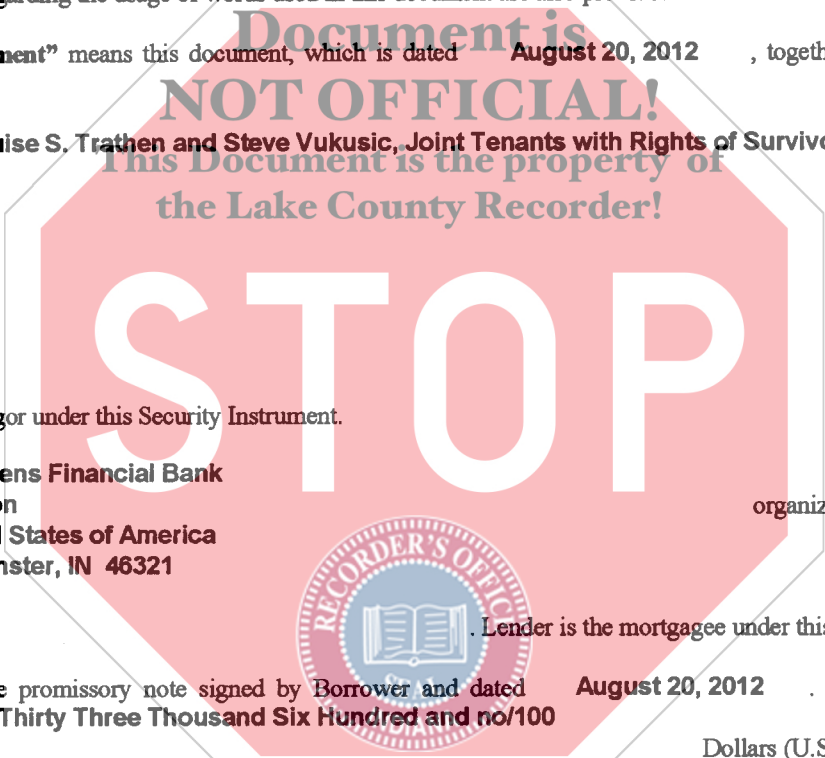 Document is
ment” means this document, which is dated August 20, 2012 , togeth
NOT OFFICIAL!
ise S. Trathen and Steve Vukusic, Joint Tenants with Rights of Survivo
This Document is the property of
the Lake County Recorder!
STOP
gor under this Security Instrument.
ens Financial Bank
on organiz
States of America
nster, IN 46321
RECORDER'S OFFICE
. Lender is the mortgagee under this
SEAL
e promissory note signed by Borrower and dated August 20, 2012 .
Thirty Three Thousand Six Hundred and no/100
INDIANA
Dollars (U.S